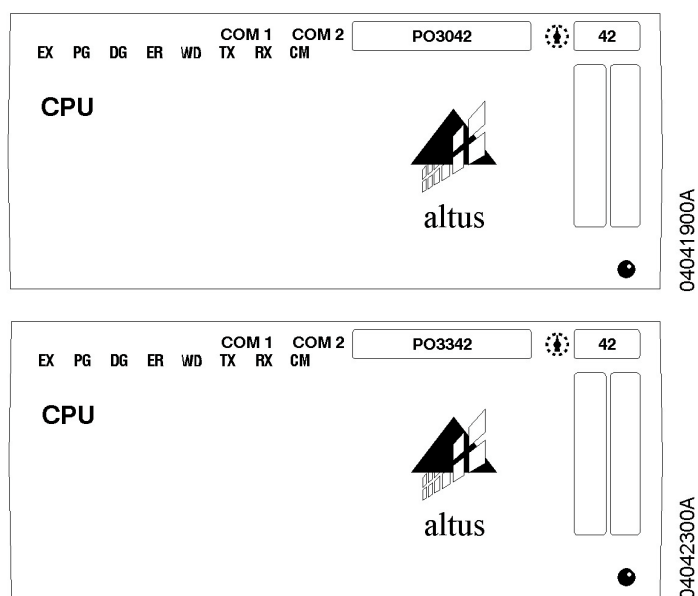 COM 1 COM 2 PO3042 42
EX PG DG ER WD TX RX CM
CPU
altus
04041900A
COM 1 COM 2 PO3342 42
EX PG DG ER WD TX RX CM
CPU
altus
04042300A